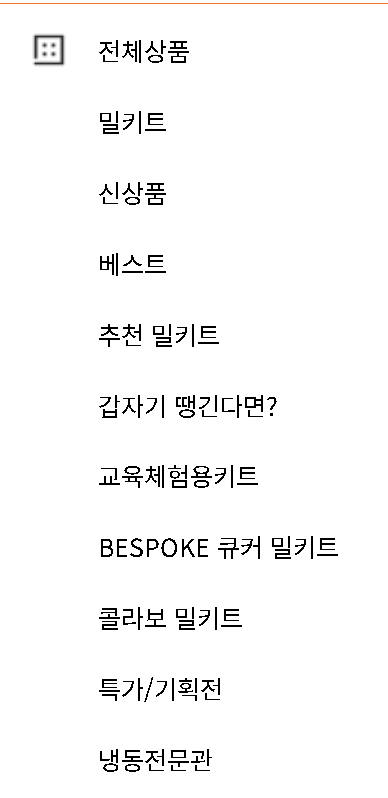 전체상품
밀키트
신상품
베스트
추천 밀키트
갑자기 땡긴다면?
교육체험용키트
BESPOKE 큐커 밀키트
콜라보 밀키트
특가/기획전
냉동전문관